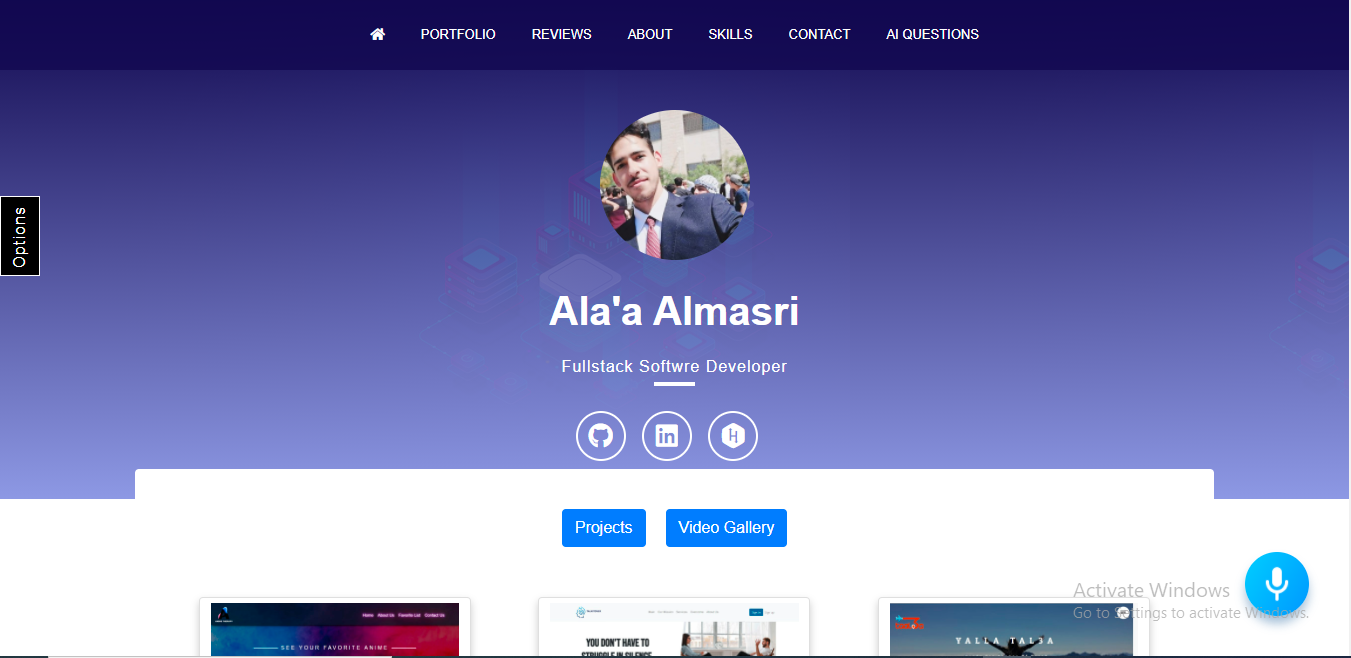 PORTFOLIO REVIEWS ABOUT SKILLS CONTACT AI QUESTIONS
Options
Ala'a Almasri
Fullstack Softwre Developer
Projects Video Gallery
Activate Windows
Go to Settings to activate Windows.
Home About Us Favorite List Contact Us
SEE YOUR FAVORITE ANIME
YOU DON'T HAVE TO
STRUGGLE IN SILENCE
YALLA TAL3A